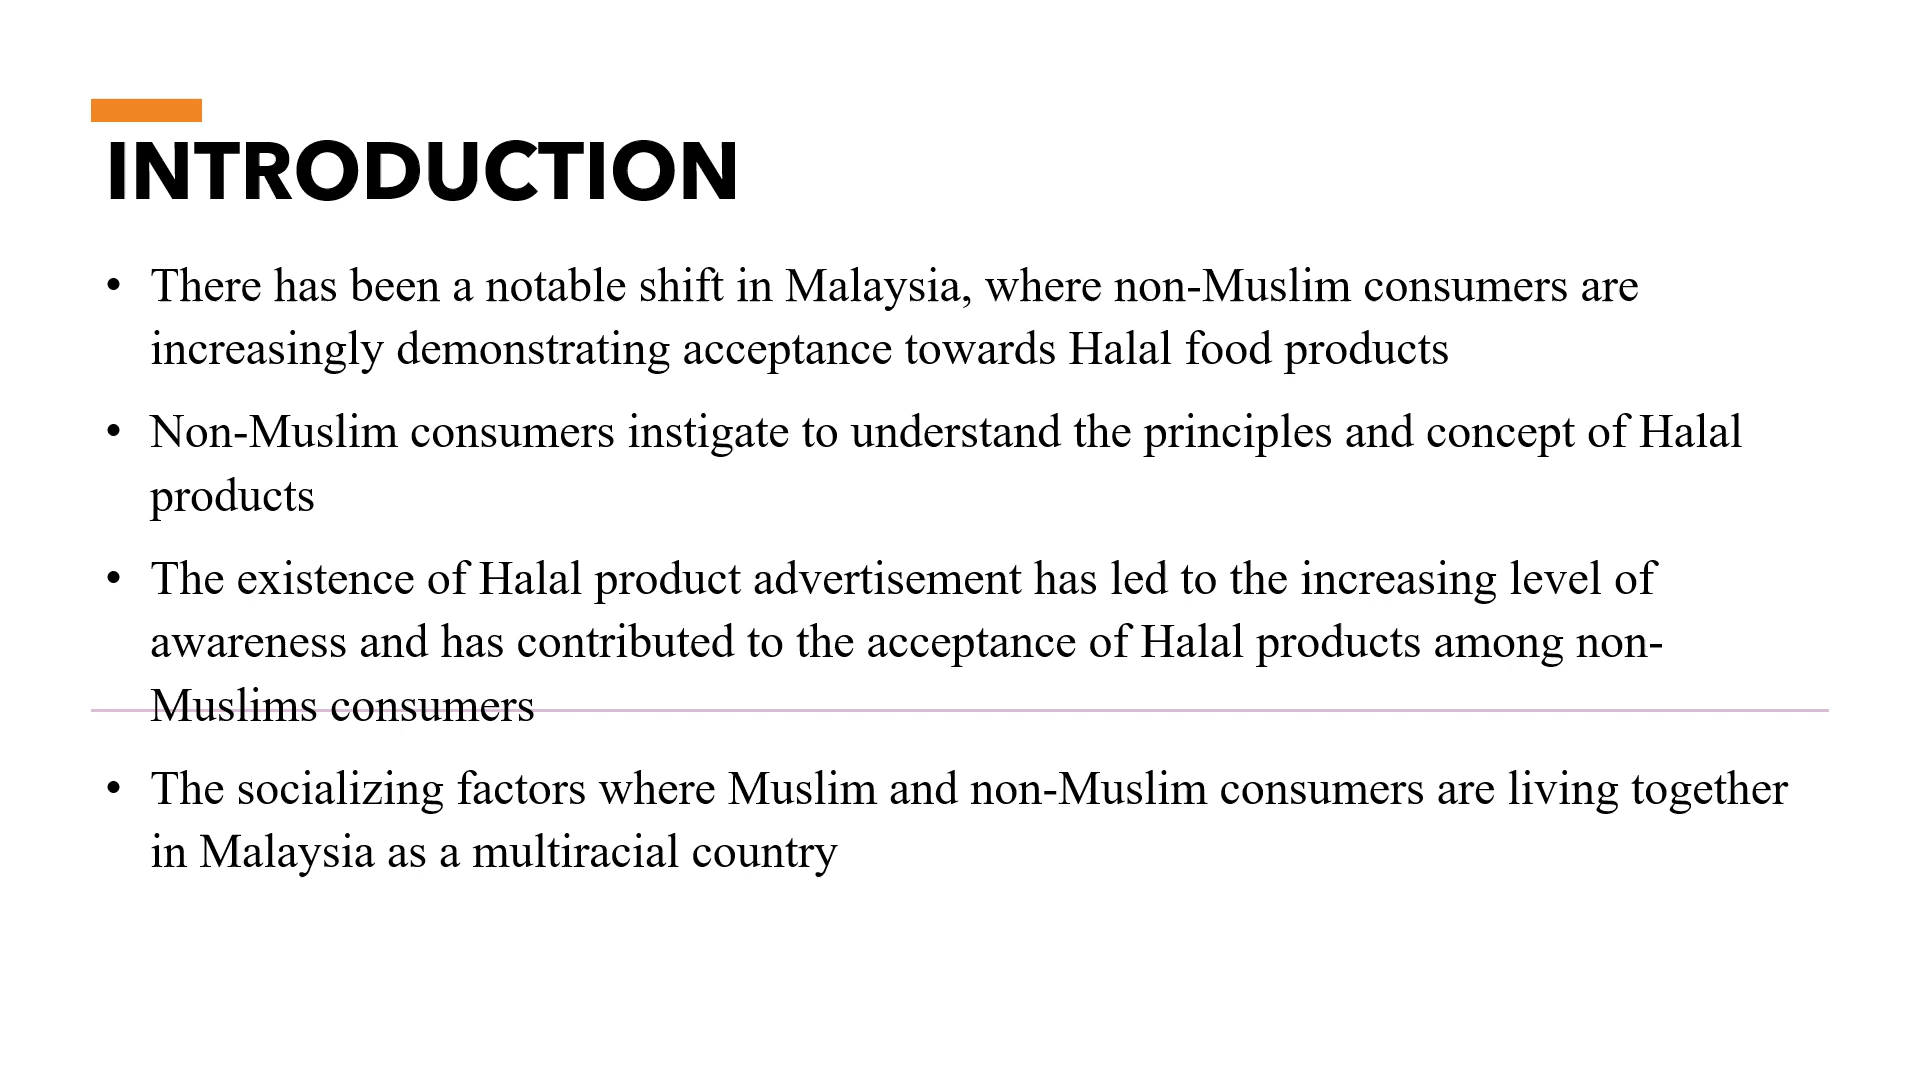 INTRODUCTION
• There has been a notable shift in Malaysia, where non-Muslim consumers are
increasingly demonstrating acceptance towards Halal food products
• Non-Muslim consumers instigate to understand the principles and concept of Halal
products
• The existence of Halal product advertisement has led to the increasing level of
awareness and has contributed to the acceptance of Halal products among non-
Muslims consumers
• The socializing factors where Muslim and non-Muslim consumers are living together
in Malaysia as a multiracial country